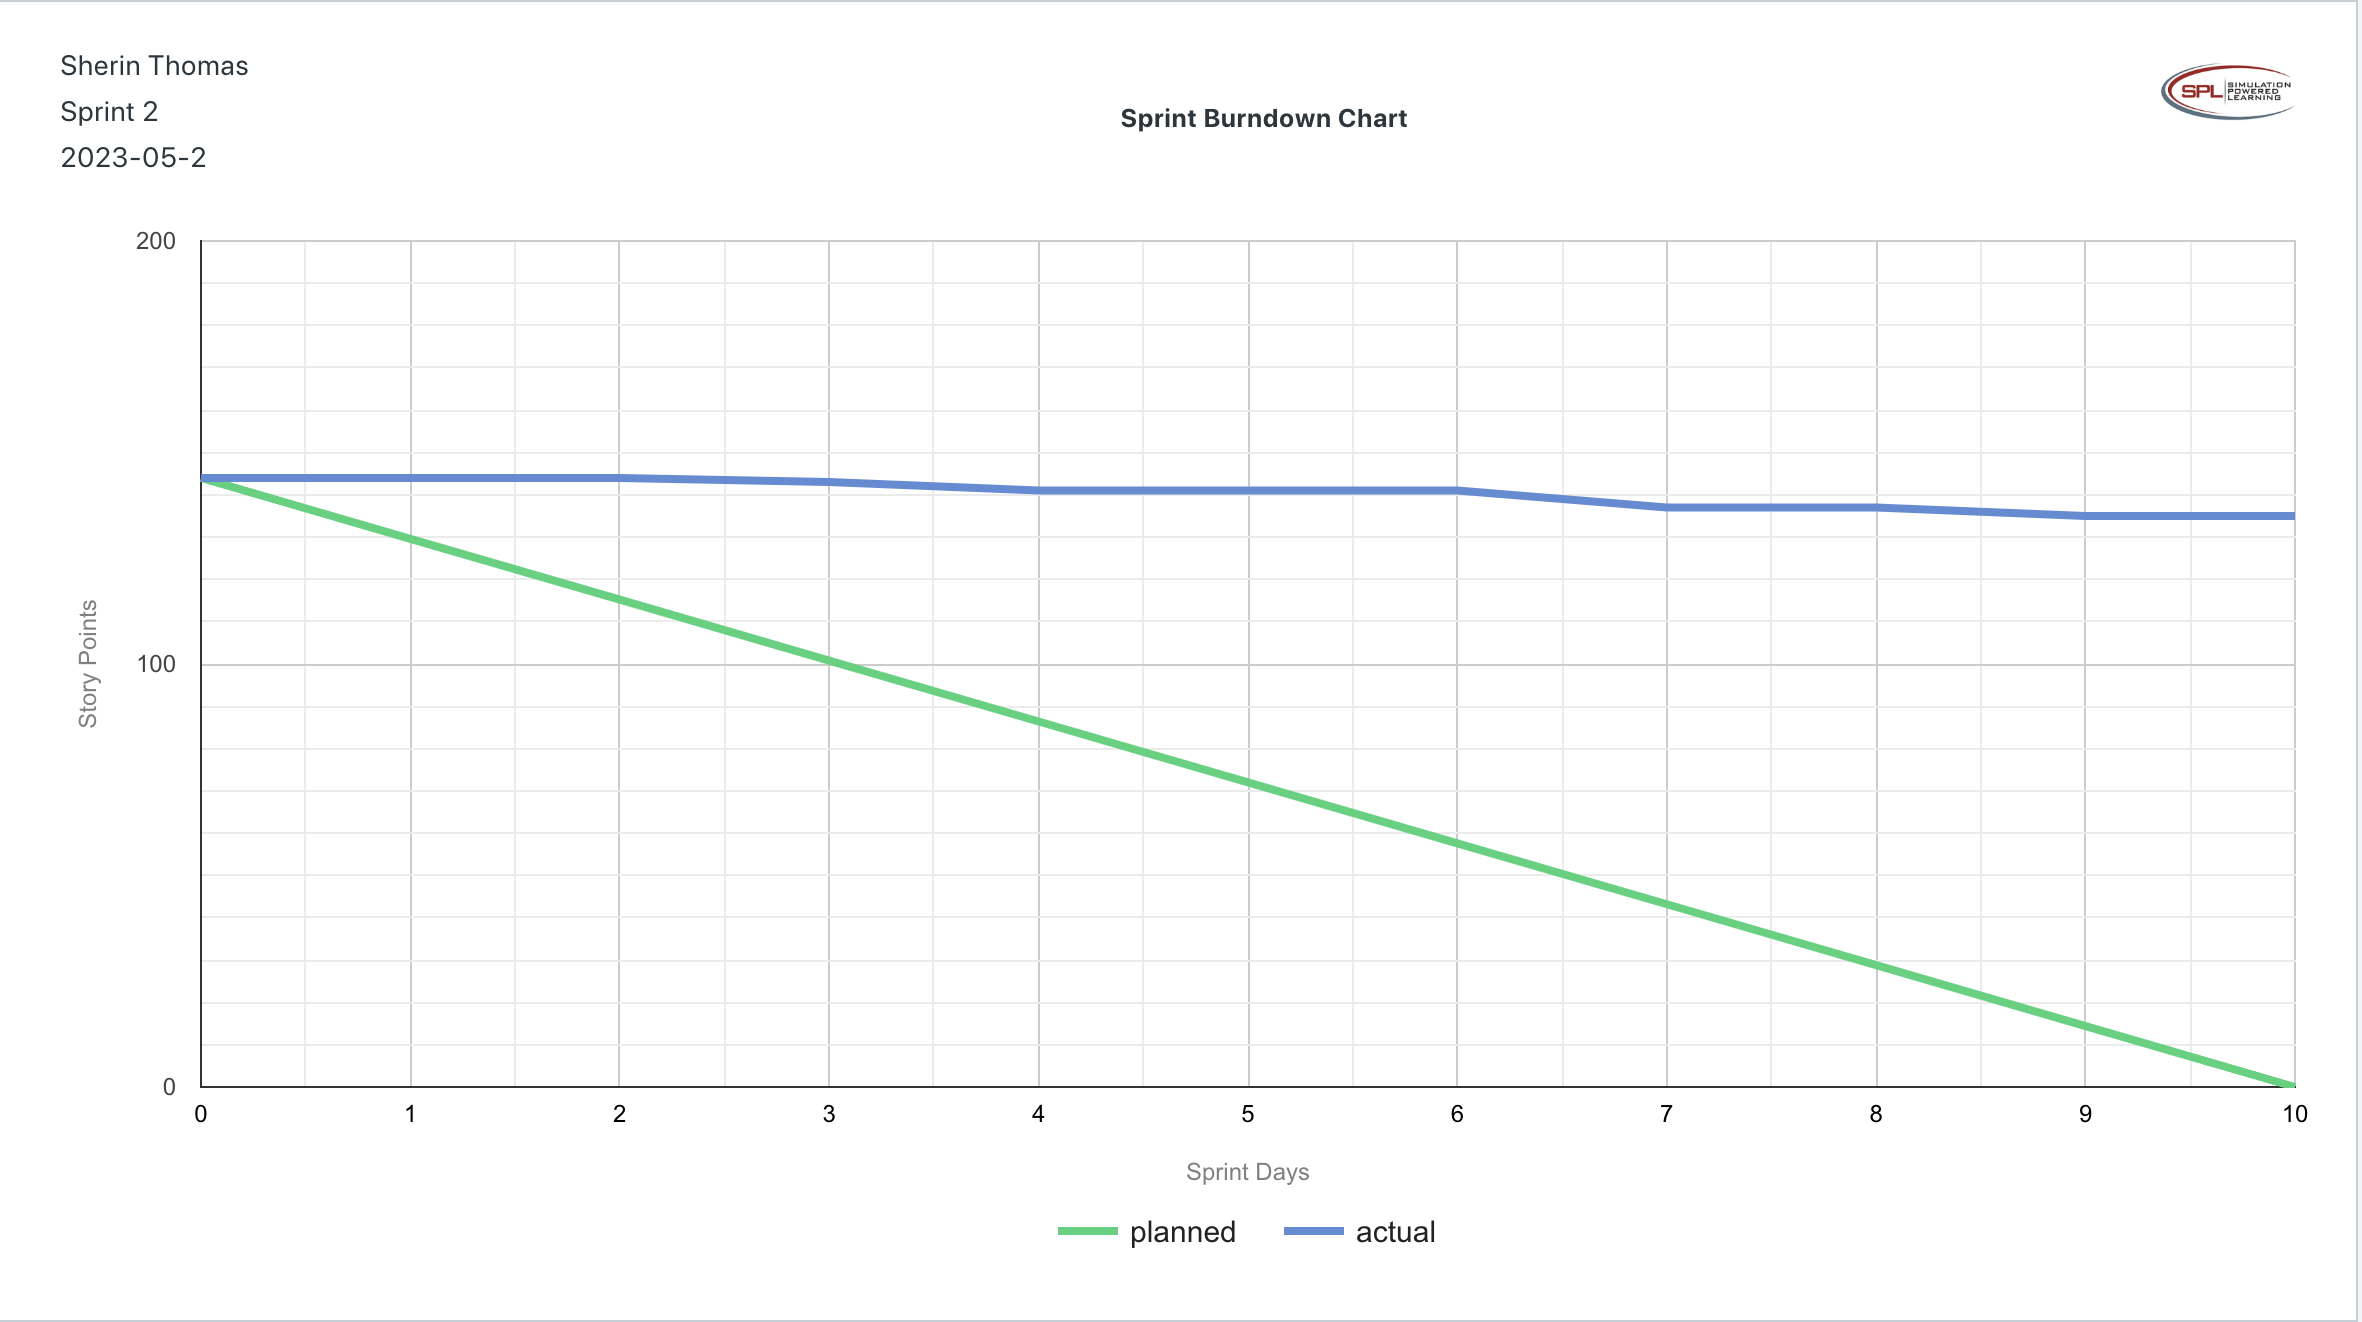 Sherin Thomas
Sprint 2
2023-05-2
Sprint Burndown Chart
SPL
SIMULATION
POWERED
LEARNING
200
100
0
Story Points
0 1 2 3 4 5 6 7 8 9 10
Sprint Days
planned actual